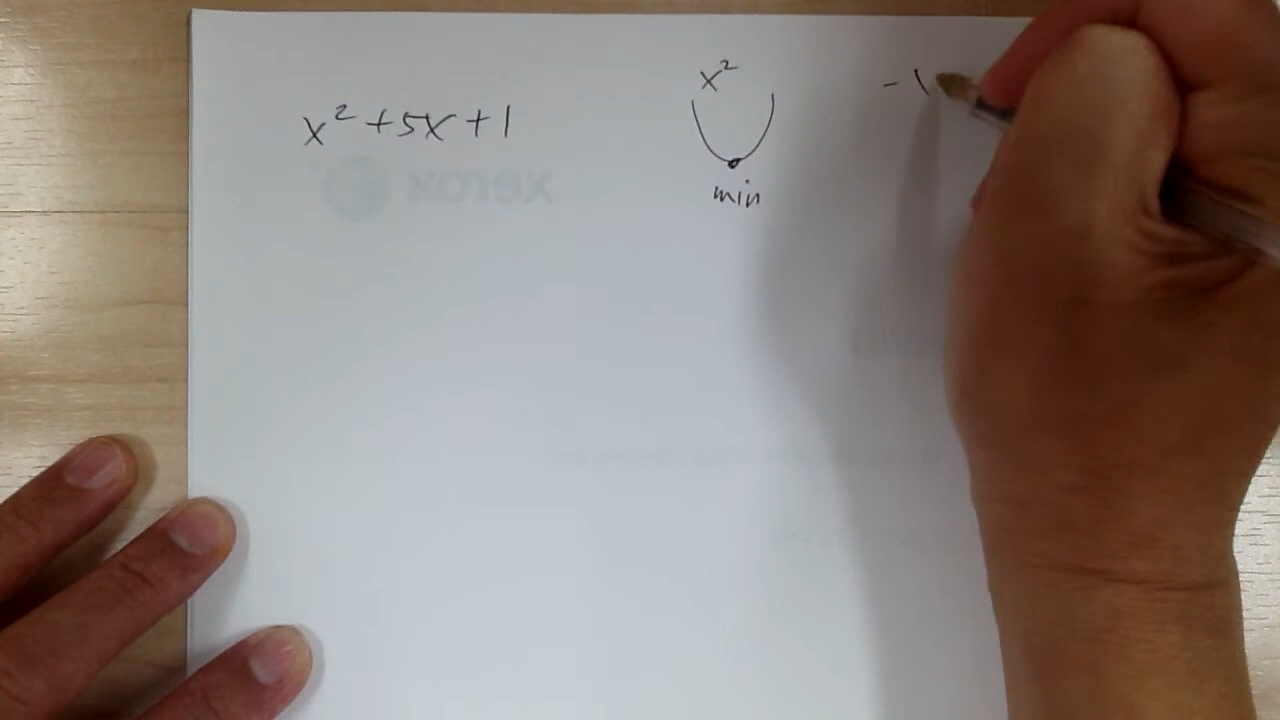 x² + 5x + 1
x²
min
-